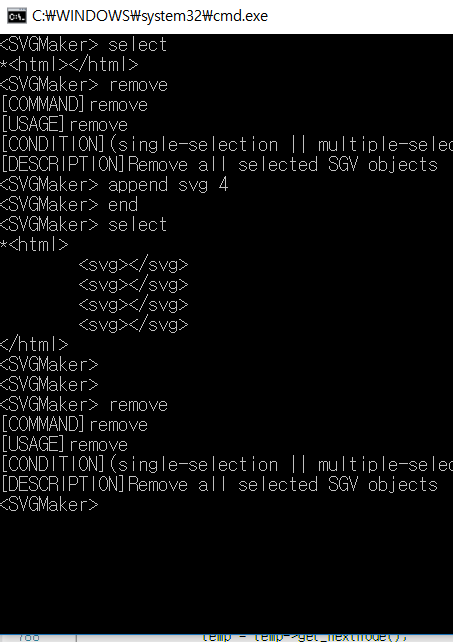 C:₩WINDOWS₩system32₩cmd.exe
<SVGMaker> select
*<html></html>
<SVGMaker> remove
[COMMAND]remove
[USAGE]remove
[CONDITION](single-selection || multiple-selec
[DESCRIPTION]Remove all selected SGV objects
<SVGMaker> append svg 4
<SVGMaker> end
<SVGMaker> select
*<html>
<svg></svg>
<svg></svg>
<svg></svg>
<svg></svg>
</html>
<SVGMaker>
<SVGMaker>
<SVGMaker> remove
[COMMAND]remove
[USAGE]remove
[CONDITION](single-selection || multiple-selec
[DESCRIPTION]Remove all selected SGV objects
<SVGMaker>
temp = temp->get_nextnode();